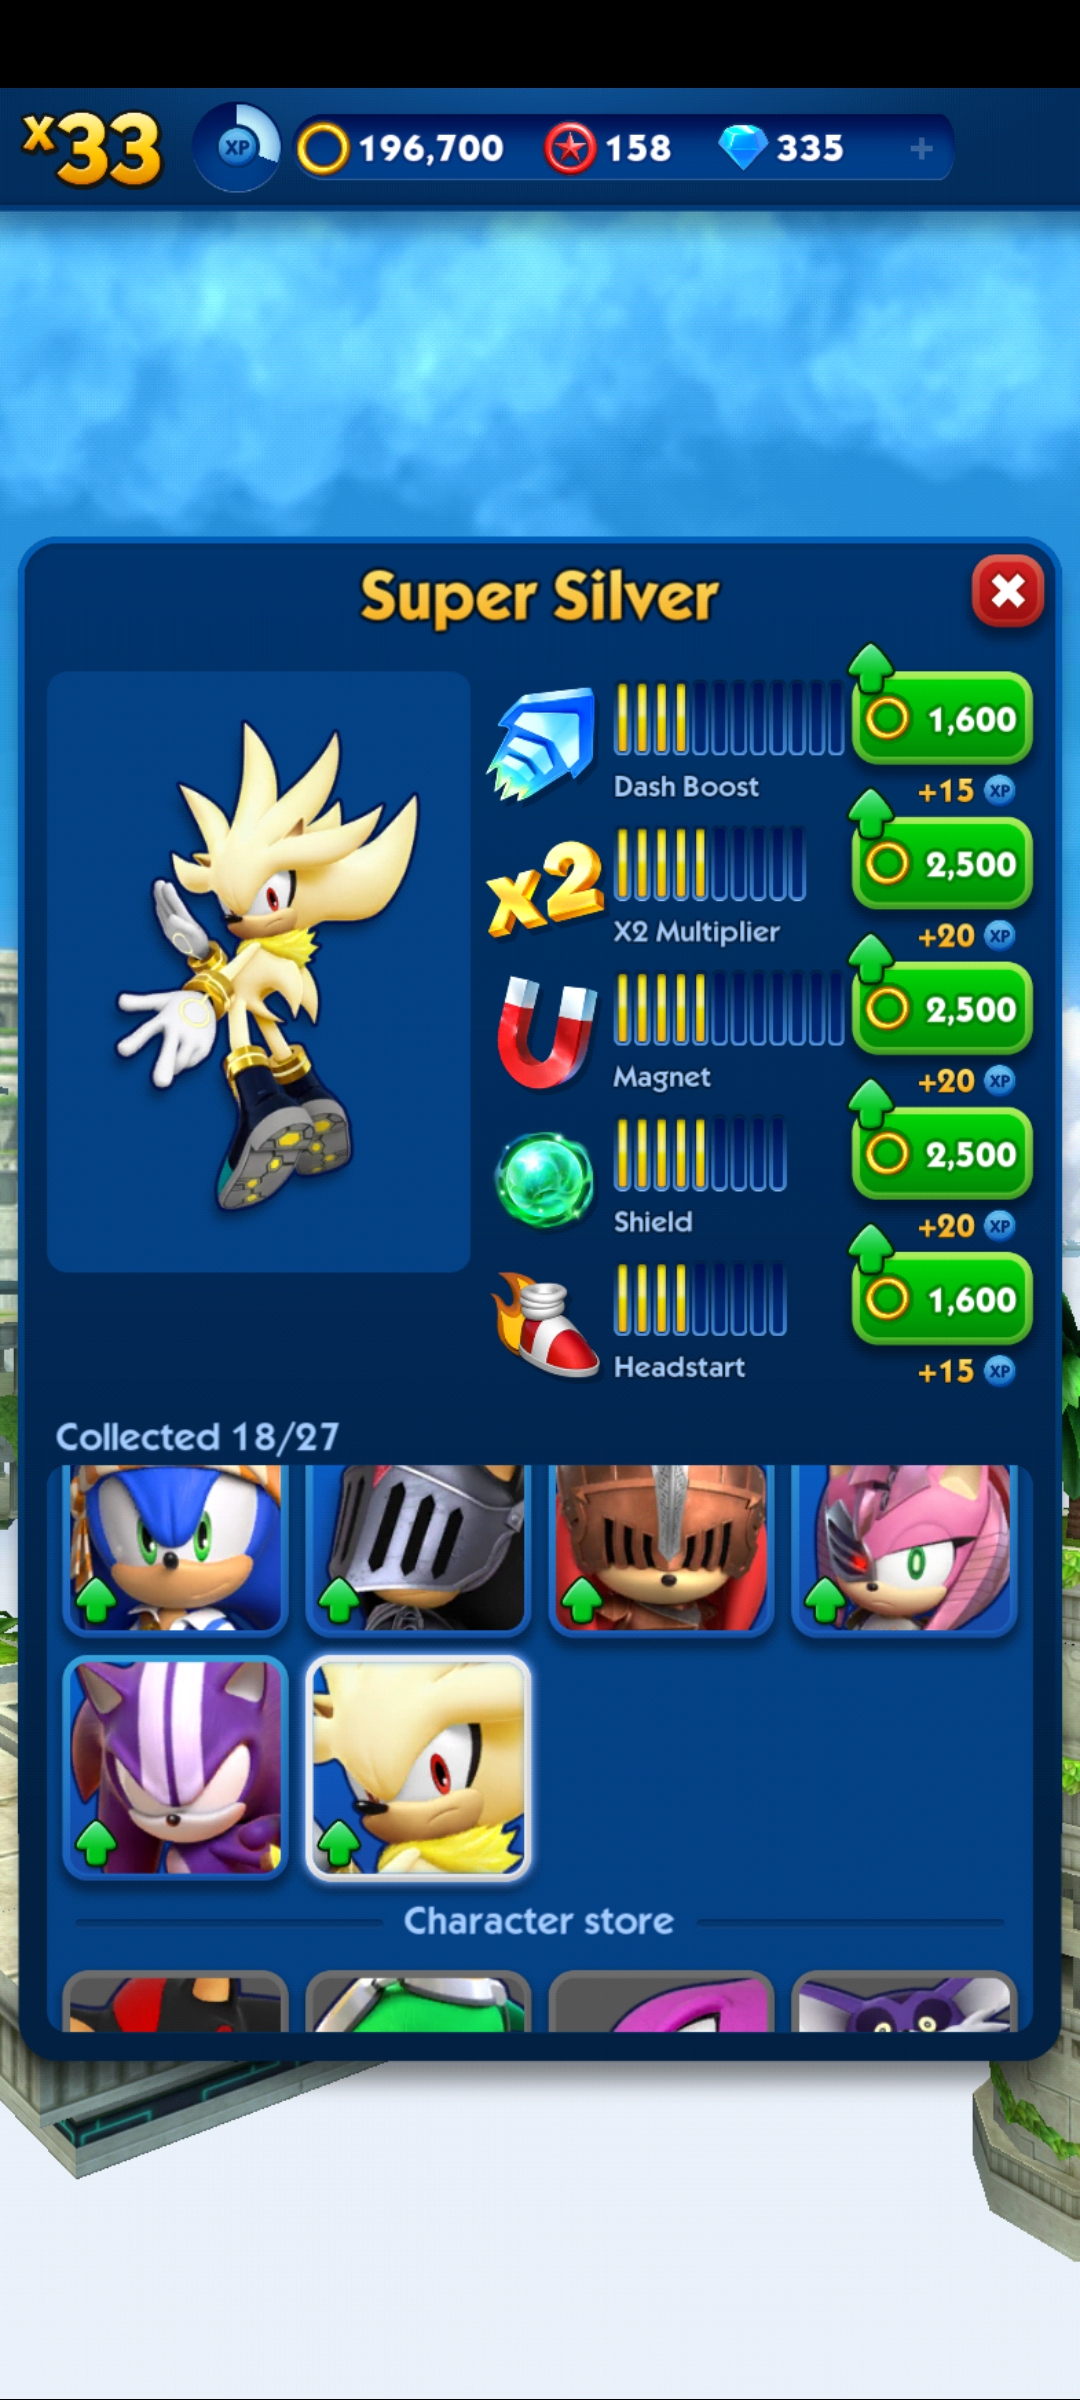 x33 XP 196,700 158 335 +
Super Silver
1,600
Dash Boost
+15 XP
x2
2,500
X2 Multiplier
+20 XP
2,500
Magnet
+20 XP
2,500
Shield
+20 XP
1,600
Headstart
+15 XP
Collected 18/27
Character store